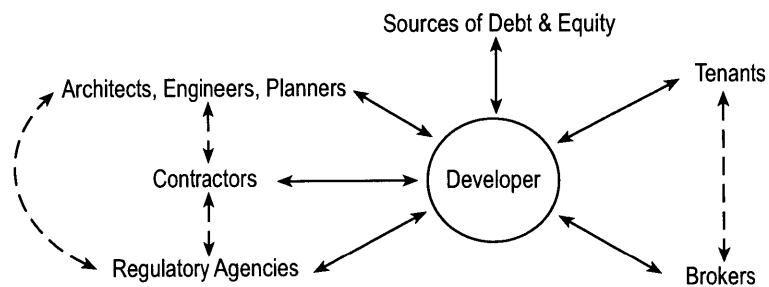 Sources of Debt & Equity
Architects, Engineers, Planners
Tenants
Contractors
Developer
Regulatory Agencies
Brokers